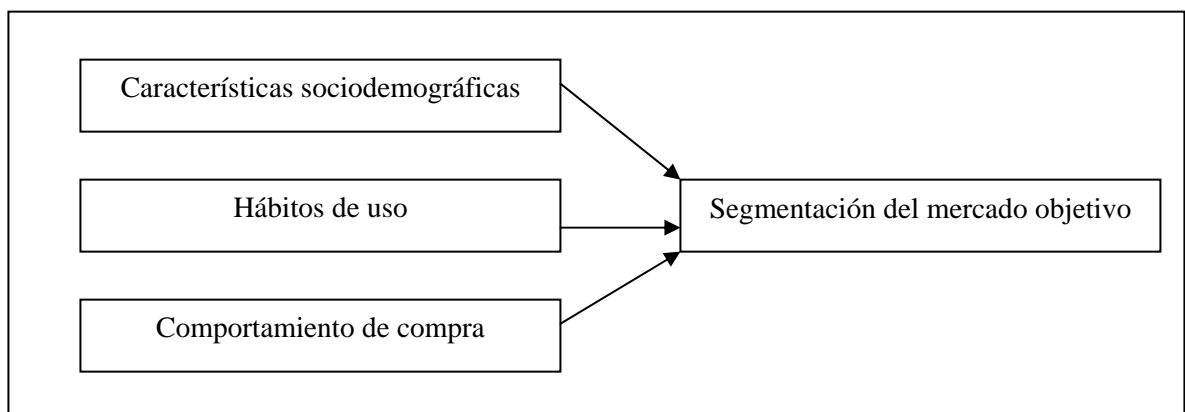 Características sociodemográficas
Hábitos de uso
Segmentación del mercado objetivo
Comportamiento de compra